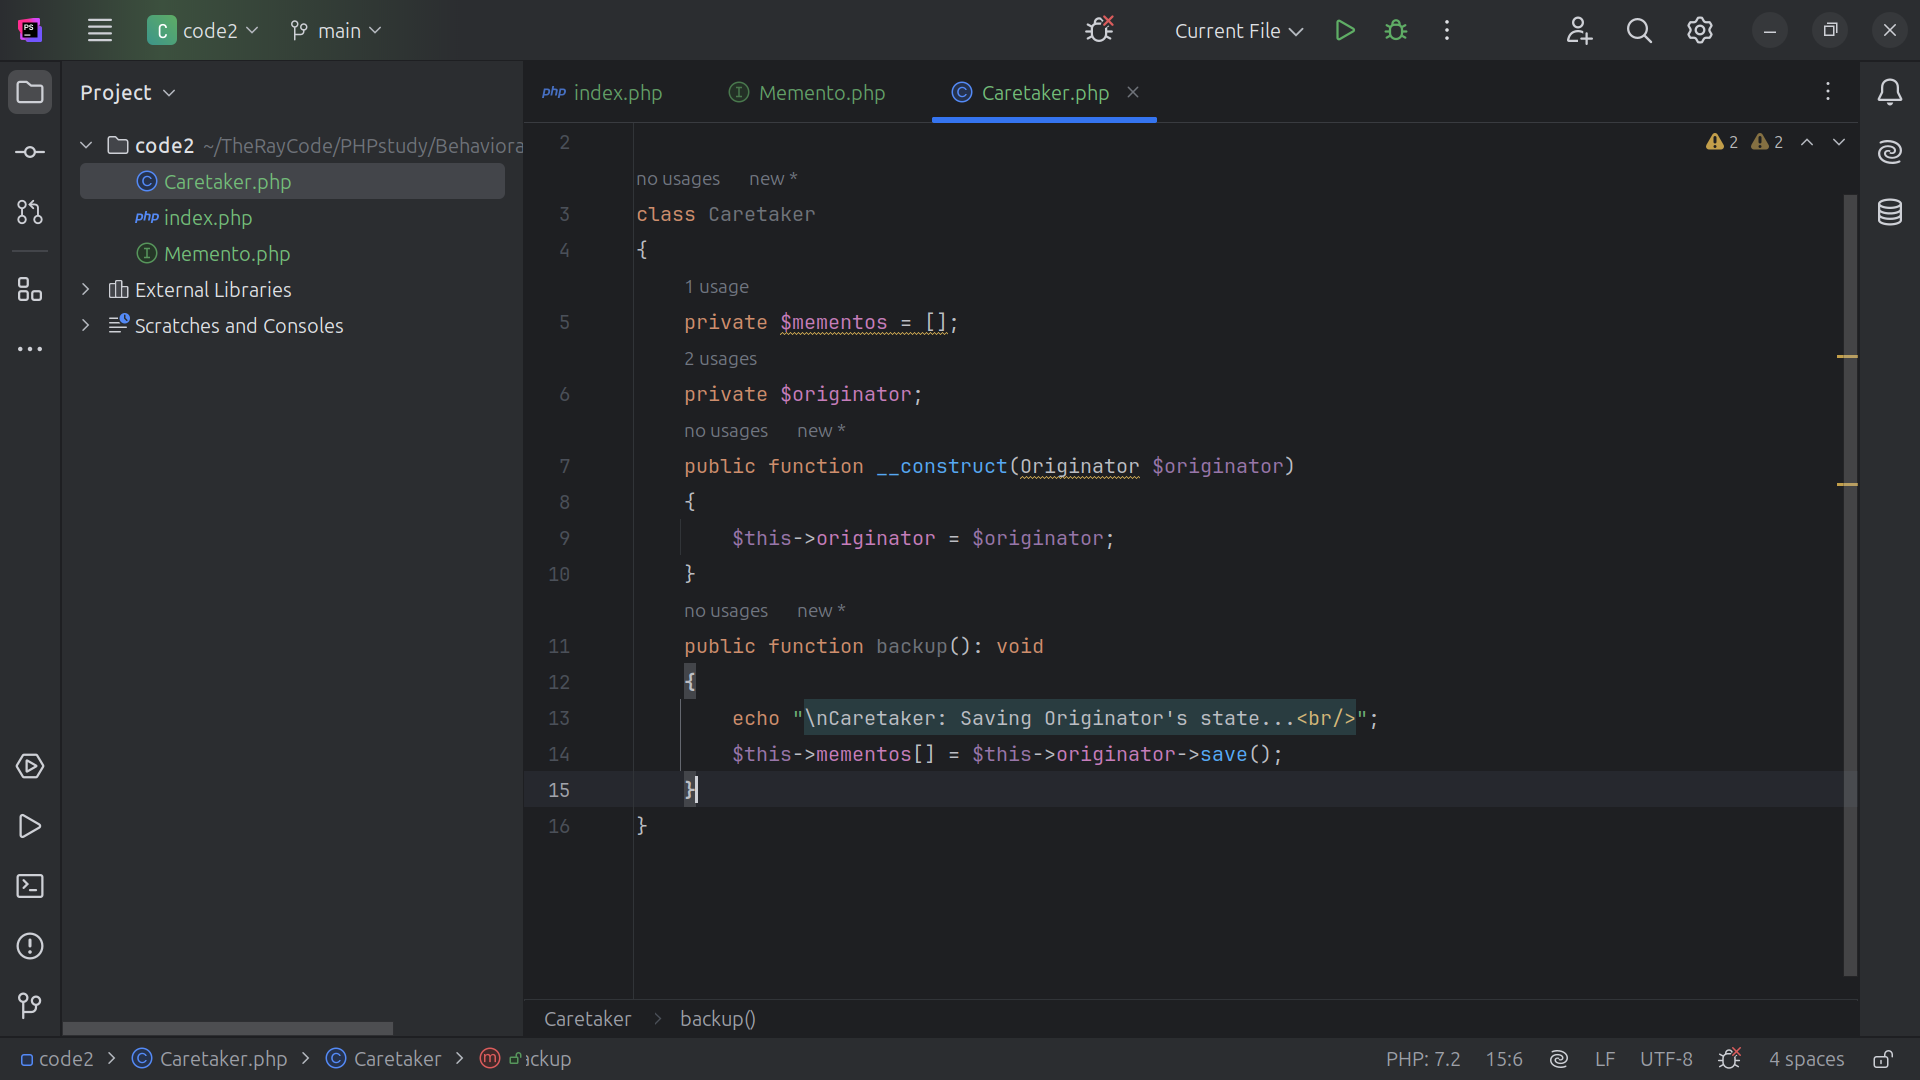 PS
C code2 main Current File
Project
code2 ~/TheRayCode/PHPstudy/Behaviora
Caretaker.php
php index.php
Memento.php
External Libraries
Scratches and Consoles
php index.php Memento.php Caretaker.php
2 2
2
no usages new *
3 class Caretaker
4 {
1 usage
5 private $mementos = [];
2 usages
6 private $originator;
no usages new *
7 public function __construct(Originator $originator)
8 {
9 $this->originator = $originator;
10 }
no usages new *
11 public function backup(): void
12 {
13 echo "\nCaretaker: Saving Originator's state...<br/>";
14 $this->mementos[] = $this->originator->save();
15 }
16 }
Caretaker > backup()
code2 > Caretaker.php > Caretaker > ackup
PHP: 7.2 15:6 LF UTF-8 4 spaces